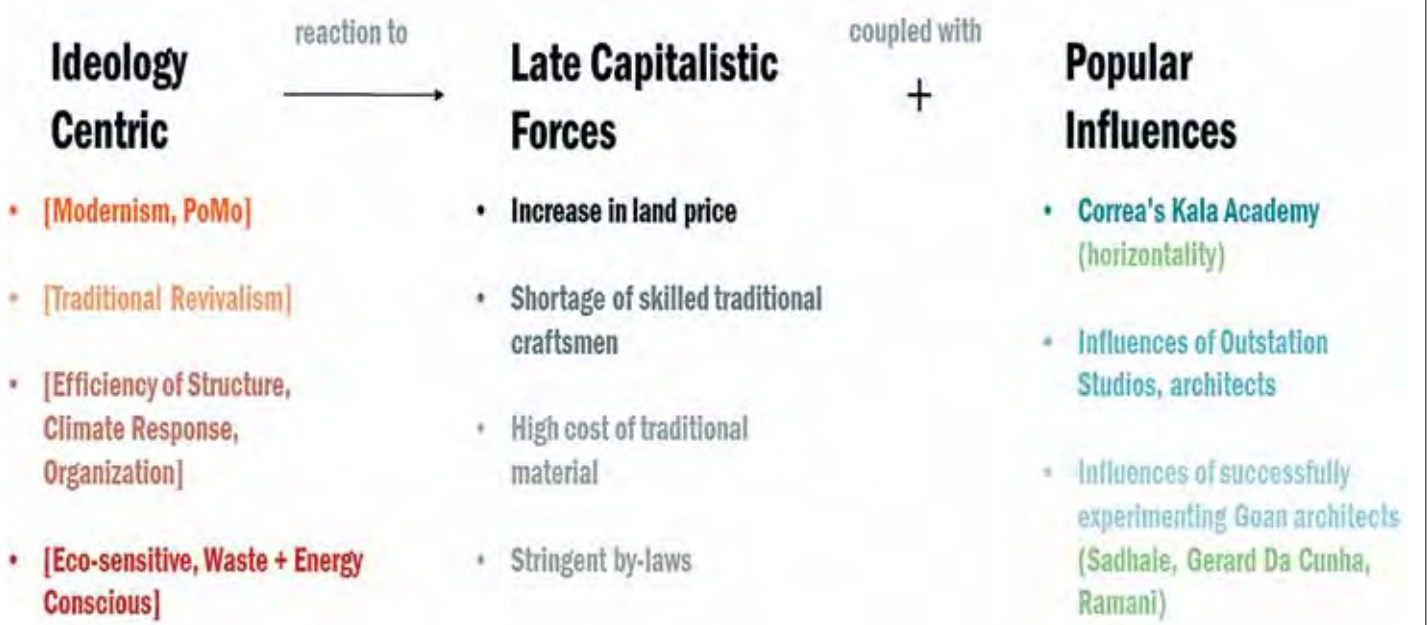 Ideology
Centric
reaction to
Late Capitalistic
Forces
coupled with
+
Popular
Influences
• [Modernism, PoMo]
• [Traditional Revivalism]
• [Efficiency of Structure,
Climate Response,
Organization]
• [Eco-sensitive, Waste + Energy
Conscious]
• Increase in land price
• Shortage of skilled traditional
craftsmen
• High cost of traditional
material
• Stringent by-laws
• Correa's Kala Academy
(horizontality)
• Influences of Outstation
Studios, architects
• Influences of successfully
experimenting Goan architects
(Sadhale, Gerard Da Cunha,
Ramani)